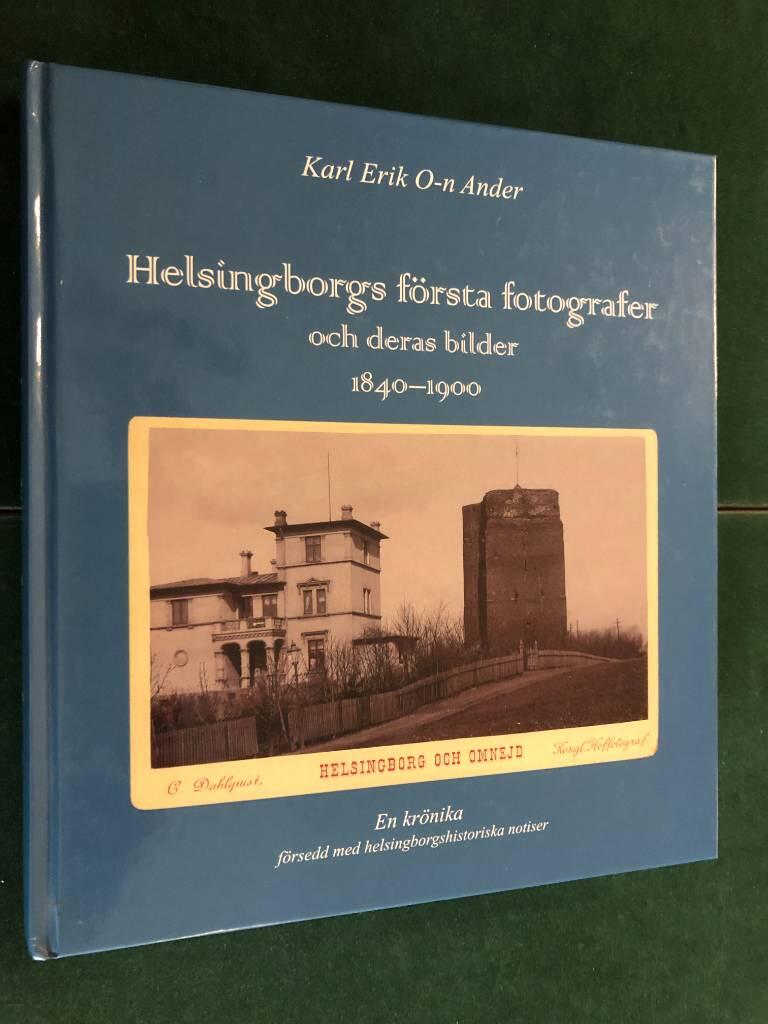 Karl Erik O-n Ander
Helsingborgs första fotografer
och deras bilder
1840–1900
C. Dahlquist.
HELSINGBORG OCH OMNEJD
Kongl. Hoffotograf.
En krönika
försedd med helsingborgshistoriska notiser